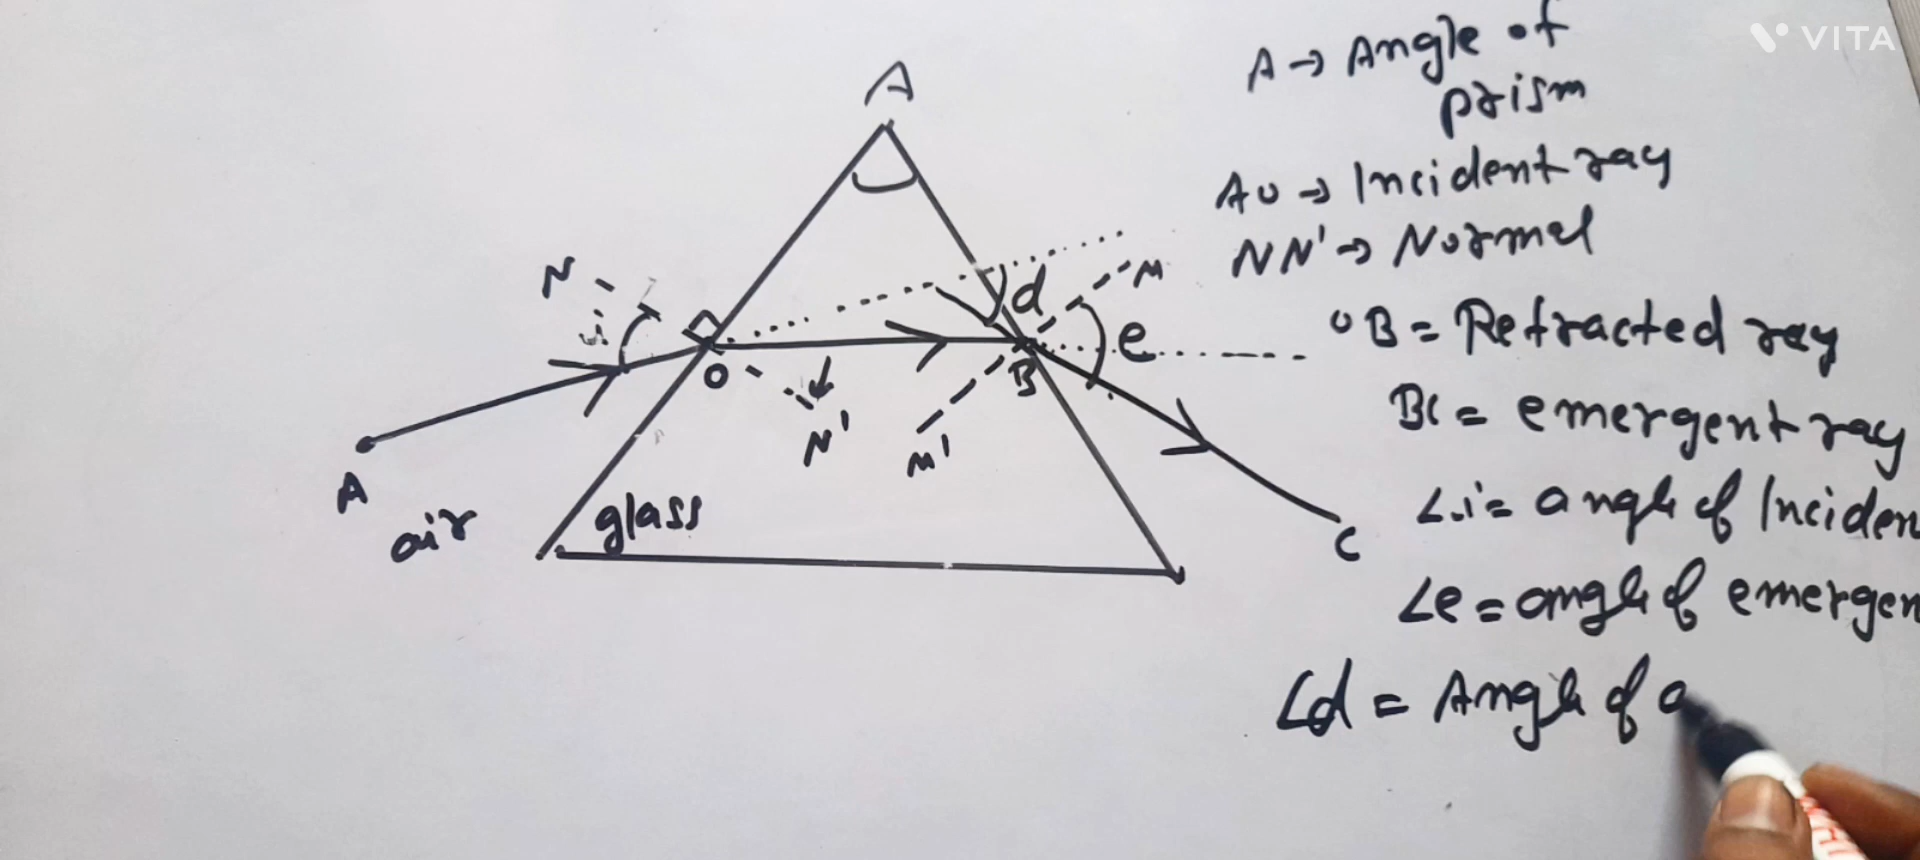 VITA
A → Angle of
prism
AO → Incident ray
NN' → Normal
OB = Refracted ray
BC = emergent ray
∠i = angle of Inciden
∠e = angle of emergen
∠d = Angle of
A
N
i
d
M
e
O
B
N'
M'
A
air
glass
C